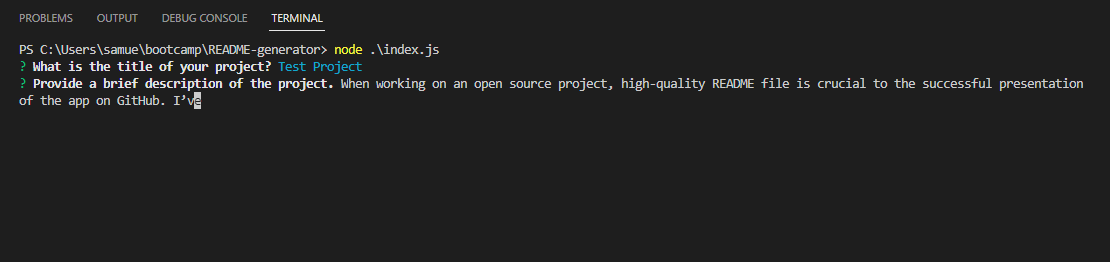 PROBLEMS OUTPUT DEBUG CONSOLE TERMINAL
PS C:\Users\samue\bootcamp\README-generator> node .\index.js
? What is the title of your project? Test Project
? Provide a brief description of the project. When working on an open source project, high-quality README file is crucial to the successful presentation
of the app on GitHub. I’ve